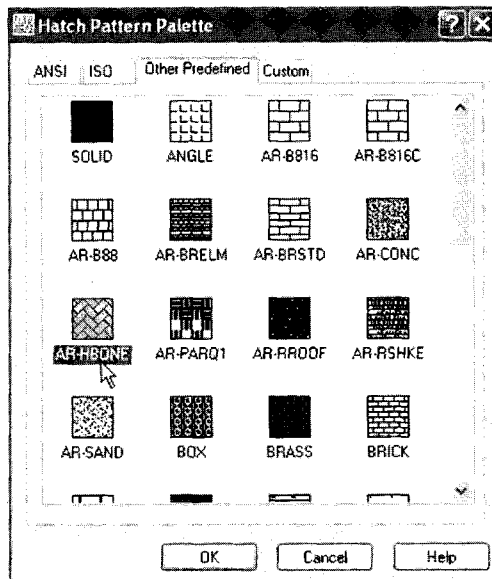 Hatch Pattern Palette
ANSI ISO Other Predefined Custom
SOLID ANGLE AR-B816 AR-B816C
AR-B88 AR-BRELM AR-BRSTD AR-CONC
AR-HBONE AR-PARQ1 AR-RROOF AR-RSHKE
AR-SAND BOX BRASS BRICK
OK Cancel Help